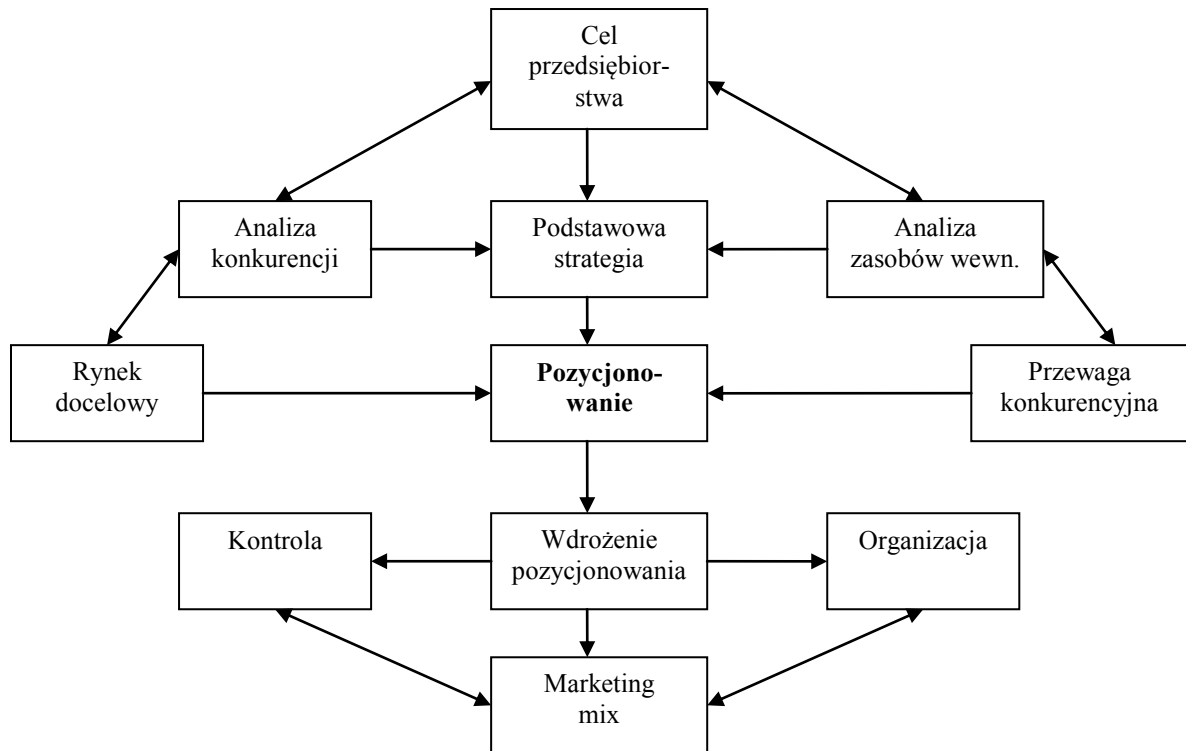 Cel
przedsiębior-
stwa
Analiza
konkurencji
Podstawowa
strategia
Analiza
zasobów wewn.
Rynek
docelowy
Pozycjono-
wanie
Przewaga
konkurencyjna
Kontrola
Wdrożenie
pozycjonowania
Organizacja
Marketing
mix